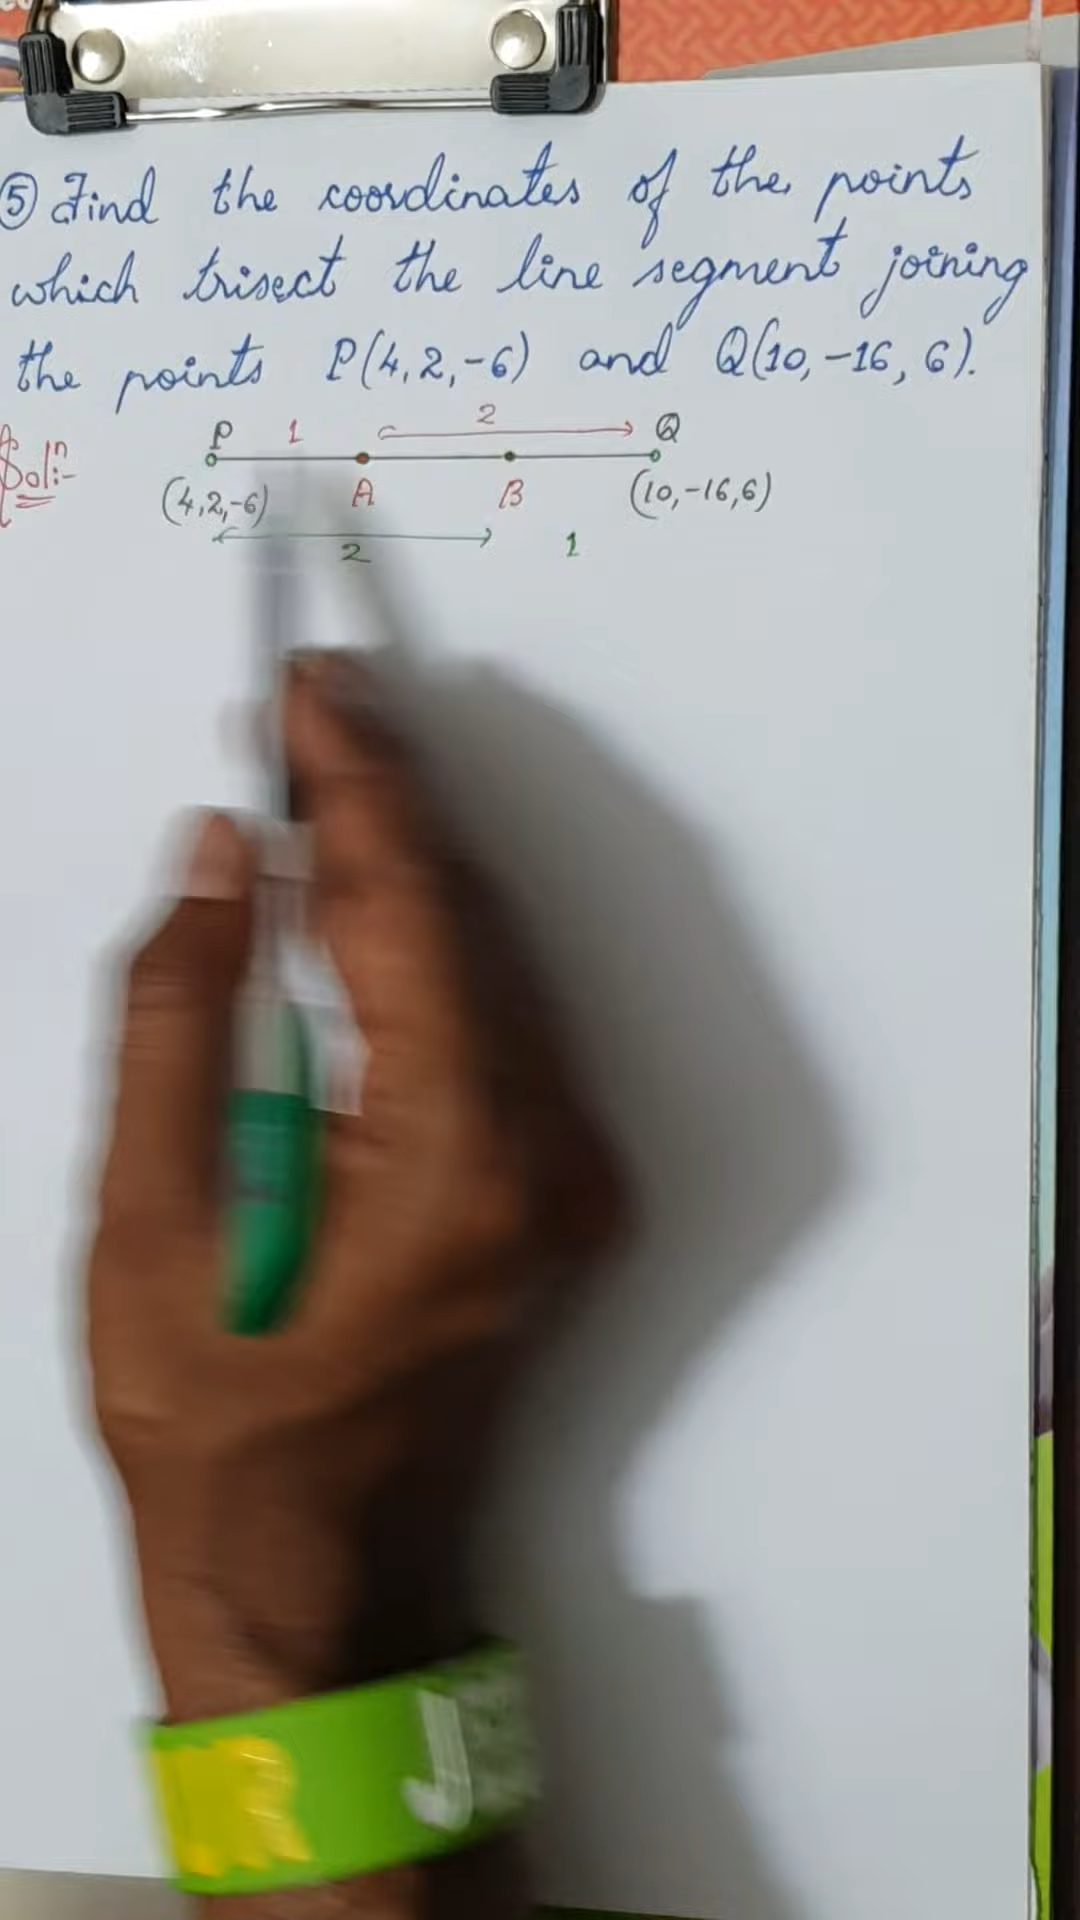 ⑤ Find the coordinates of the points
which trisect the line segment joining
the points P(4,2,-6) and Q(10,-16, 6).
Solⁿ:-
P 1 2 Q
(4,2,-6) A B (10,-16,6)
2 1